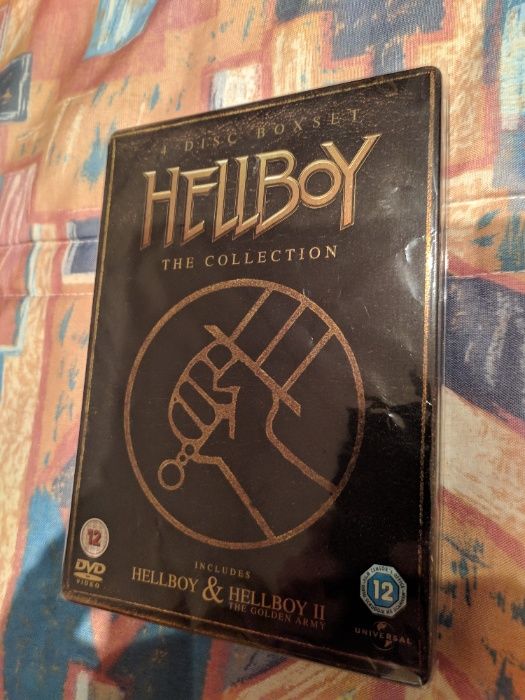 4 DISC BOXSET
HELLBOY
THE COLLECTION
INCLUDES
HELLBOY & HELLBOY II
THE GOLDEN ARMY
12
DVD
VIDEO
12
UNIVERSAL